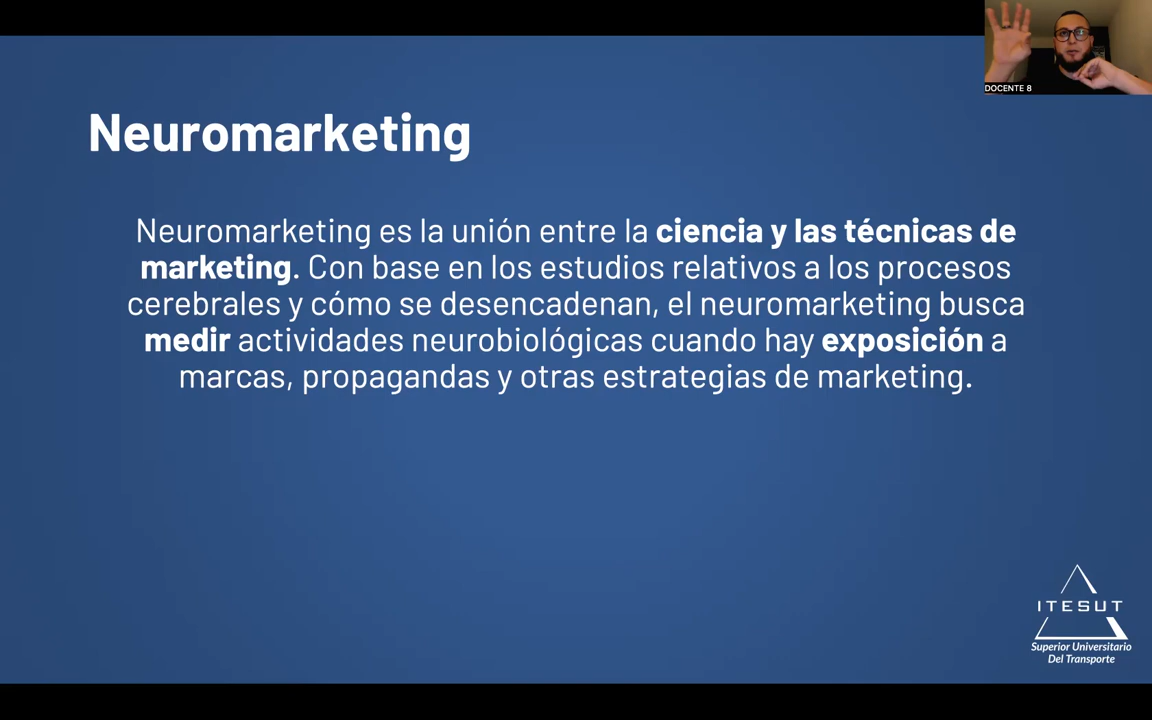 DOCENTE 8
Neuromarketing
Neuromarketing es la unión entre la ciencia y las técnicas de
marketing. Con base en los estudios relativos a los procesos
cerebrales y cómo se desencadenan, el neuromarketing busca
medir actividades neurobiológicas cuando hay exposición a
marcas, propagandas y otras estrategias de marketing.
ITESUT
Superior Universitario
Del Transporte